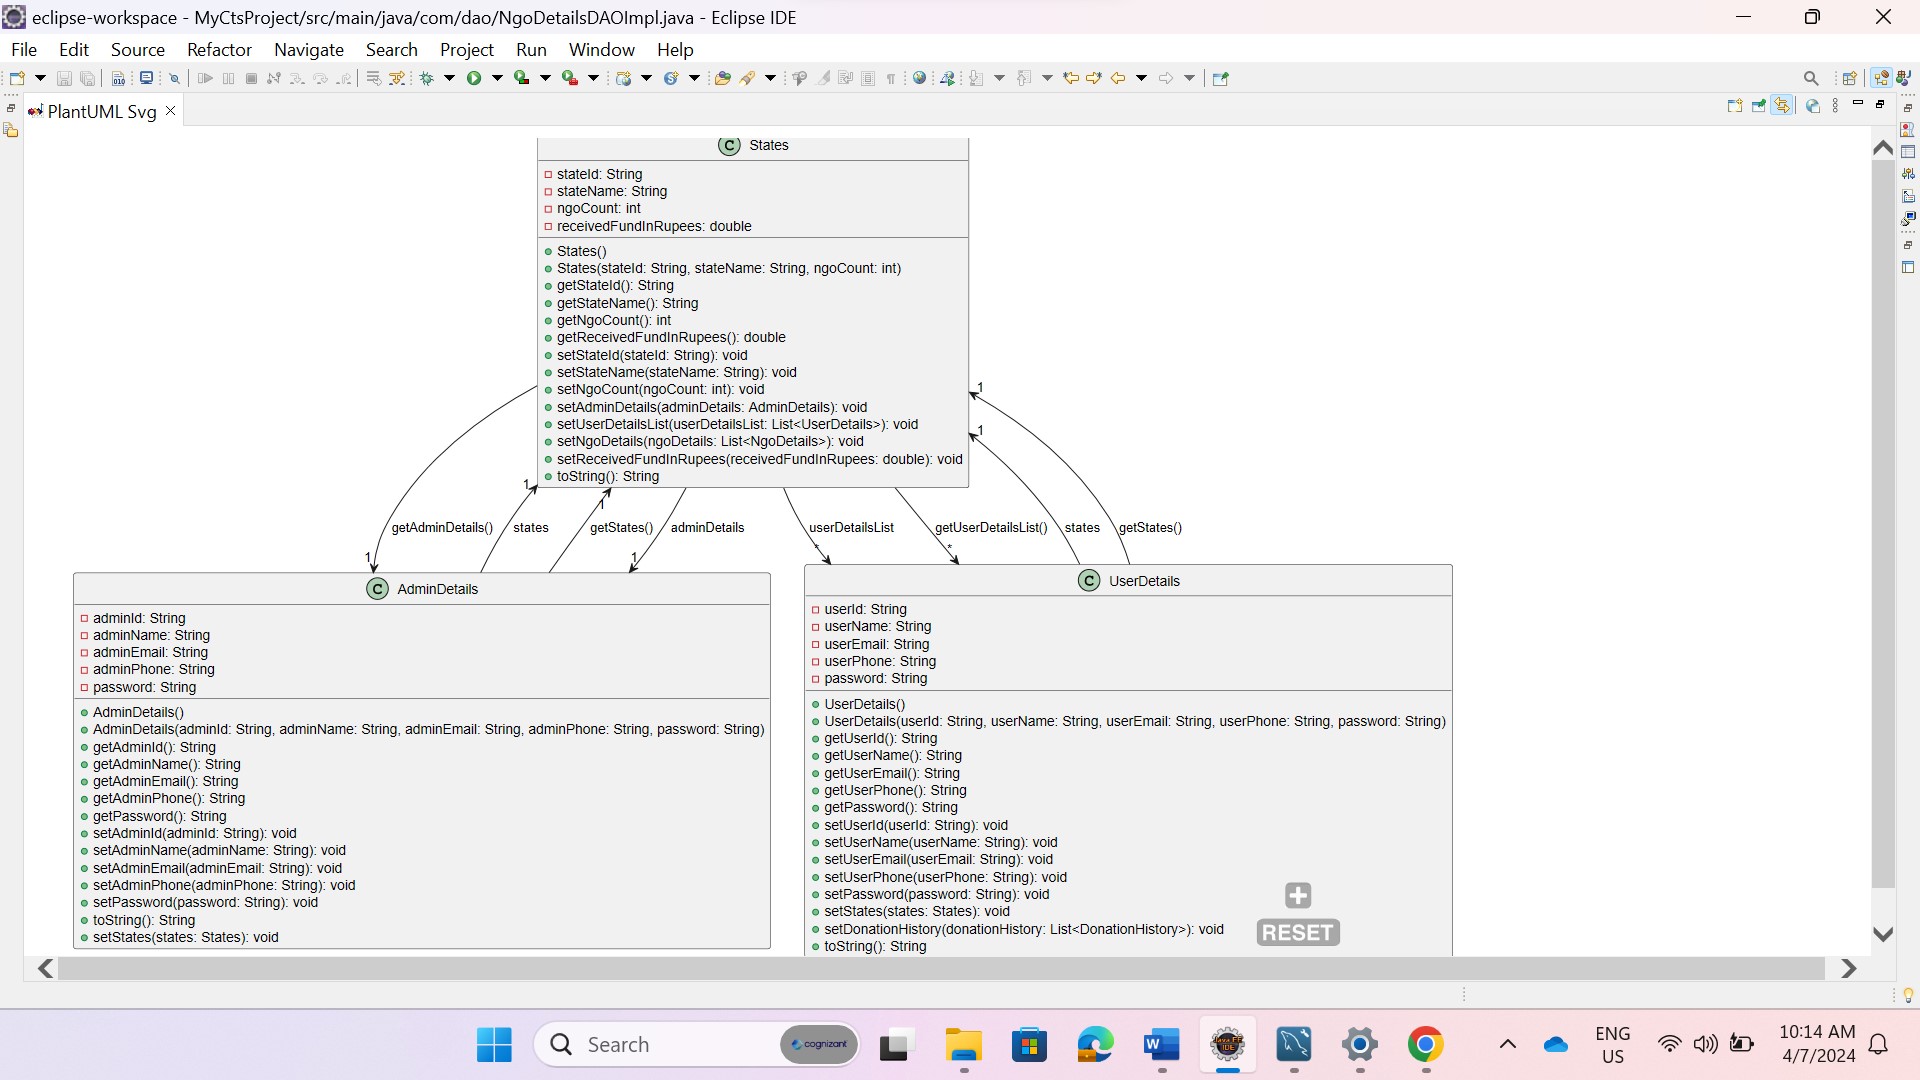 eclipse-workspace - MyCtsProject/src/main/java/com/dao/NgoDetailsDAOImpl.java - Eclipse IDE
File Edit Source Refactor Navigate Search Project Run Window Help
PlantUML Svg
C States
stateId: String
stateName: String
ngoCount: int
receivedFundInRupees: double
States()
States(stateId: String, stateName: String, ngoCount: int)
getStateId(): String
getStateName(): String
getNgoCount(): int
getReceivedFundInRupees(): double
setStateId(stateId: String): void
setStateName(stateName: String): void
setNgoCount(ngoCount: int): void
setAdminDetails(adminDetails: AdminDetails): void
setUserDetailsList(userDetailsList: List<UserDetails>): void
setNgoDetails(ngoDetails: List<NgoDetails>): void
setReceivedFundInRupees(receivedFundInRupees: double): void
toString(): String
1
1
1
1
getAdminDetails() states getStates() adminDetails userDetailsList getUserDetailsList() states getStates()
1 1 * *
C AdminDetails
adminId: String
adminName: String
adminEmail: String
adminPhone: String
password: String
AdminDetails()
AdminDetails(adminId: String, adminName: String, adminEmail: String, adminPhone: String, password: String)
getAdminId(): String
getAdminName(): String
getAdminEmail(): String
getAdminPhone(): String
getPassword(): String
setAdminId(adminId: String): void
setAdminName(adminName: String): void
setAdminEmail(adminEmail: String): void
setAdminPhone(adminPhone: String): void
setPassword(password: String): void
toString(): String
setStates(states: States): void
C UserDetails
userId: String
userName: String
userEmail: String
userPhone: String
password: String
UserDetails()
UserDetails(userId: String, userName: String, userEmail: String, userPhone: String, password: String)
getUserId(): String
getUserName(): String
getUserEmail(): String
getUserPhone(): String
getPassword(): String
setUserId(userId: String): void
setUserName(userName: String): void
setUserEmail(userEmail: String): void
setUserPhone(userPhone: String): void
setPassword(password: String): void
setStates(states: States): void
setDonationHistory(donationHistory: List<DonationHistory>): void
toString(): String
RESET
Search
cognizant
ENG
US
10:14 AM
4/7/2024